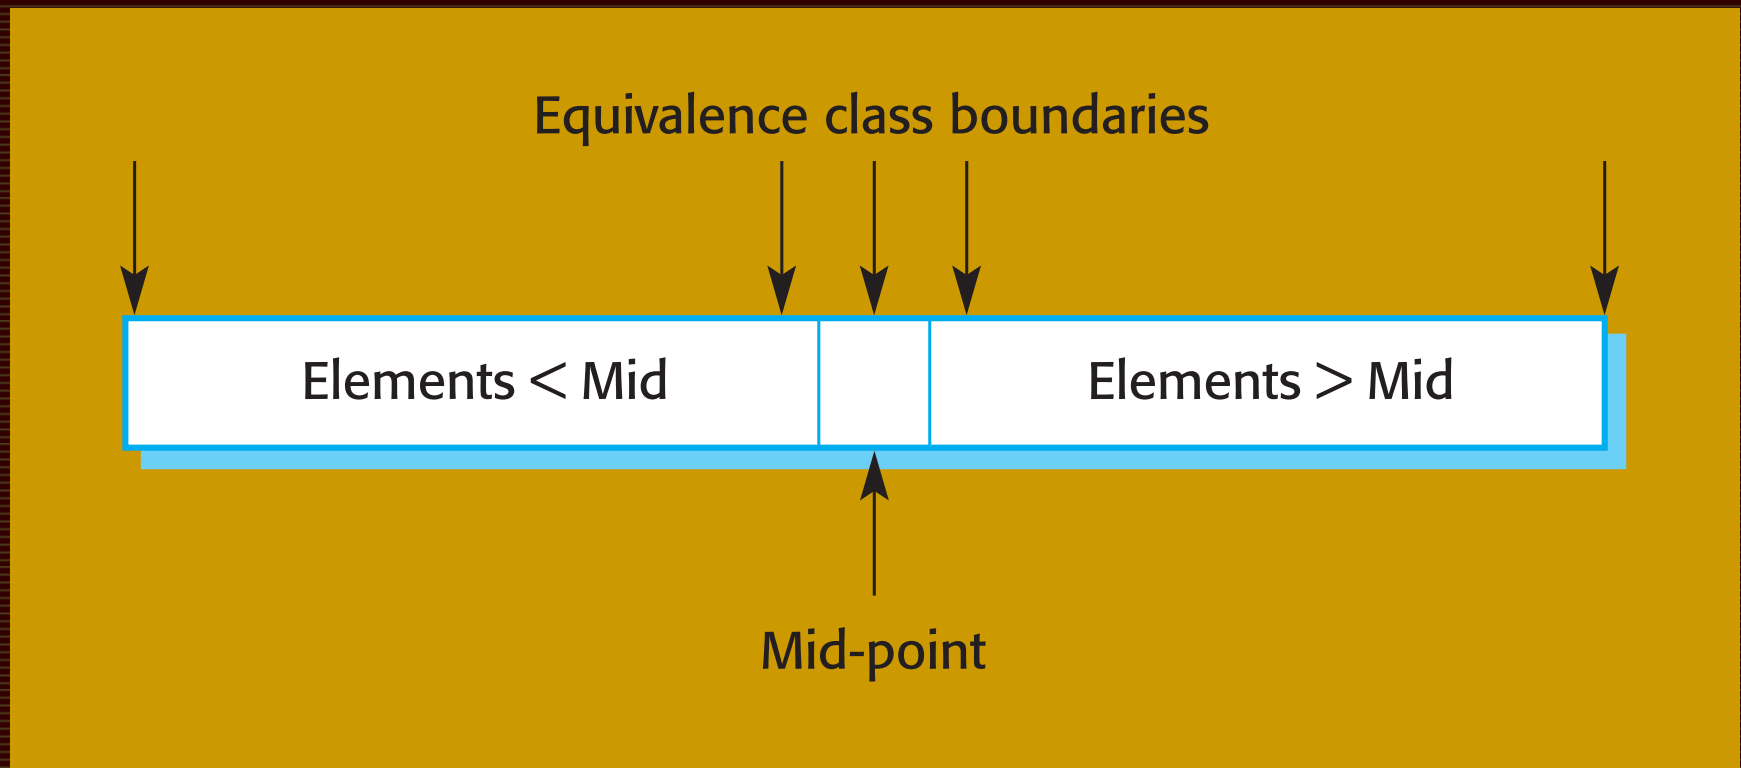 Equivalence class boundaries
Elements < Mid
Elements > Mid
Mid-point